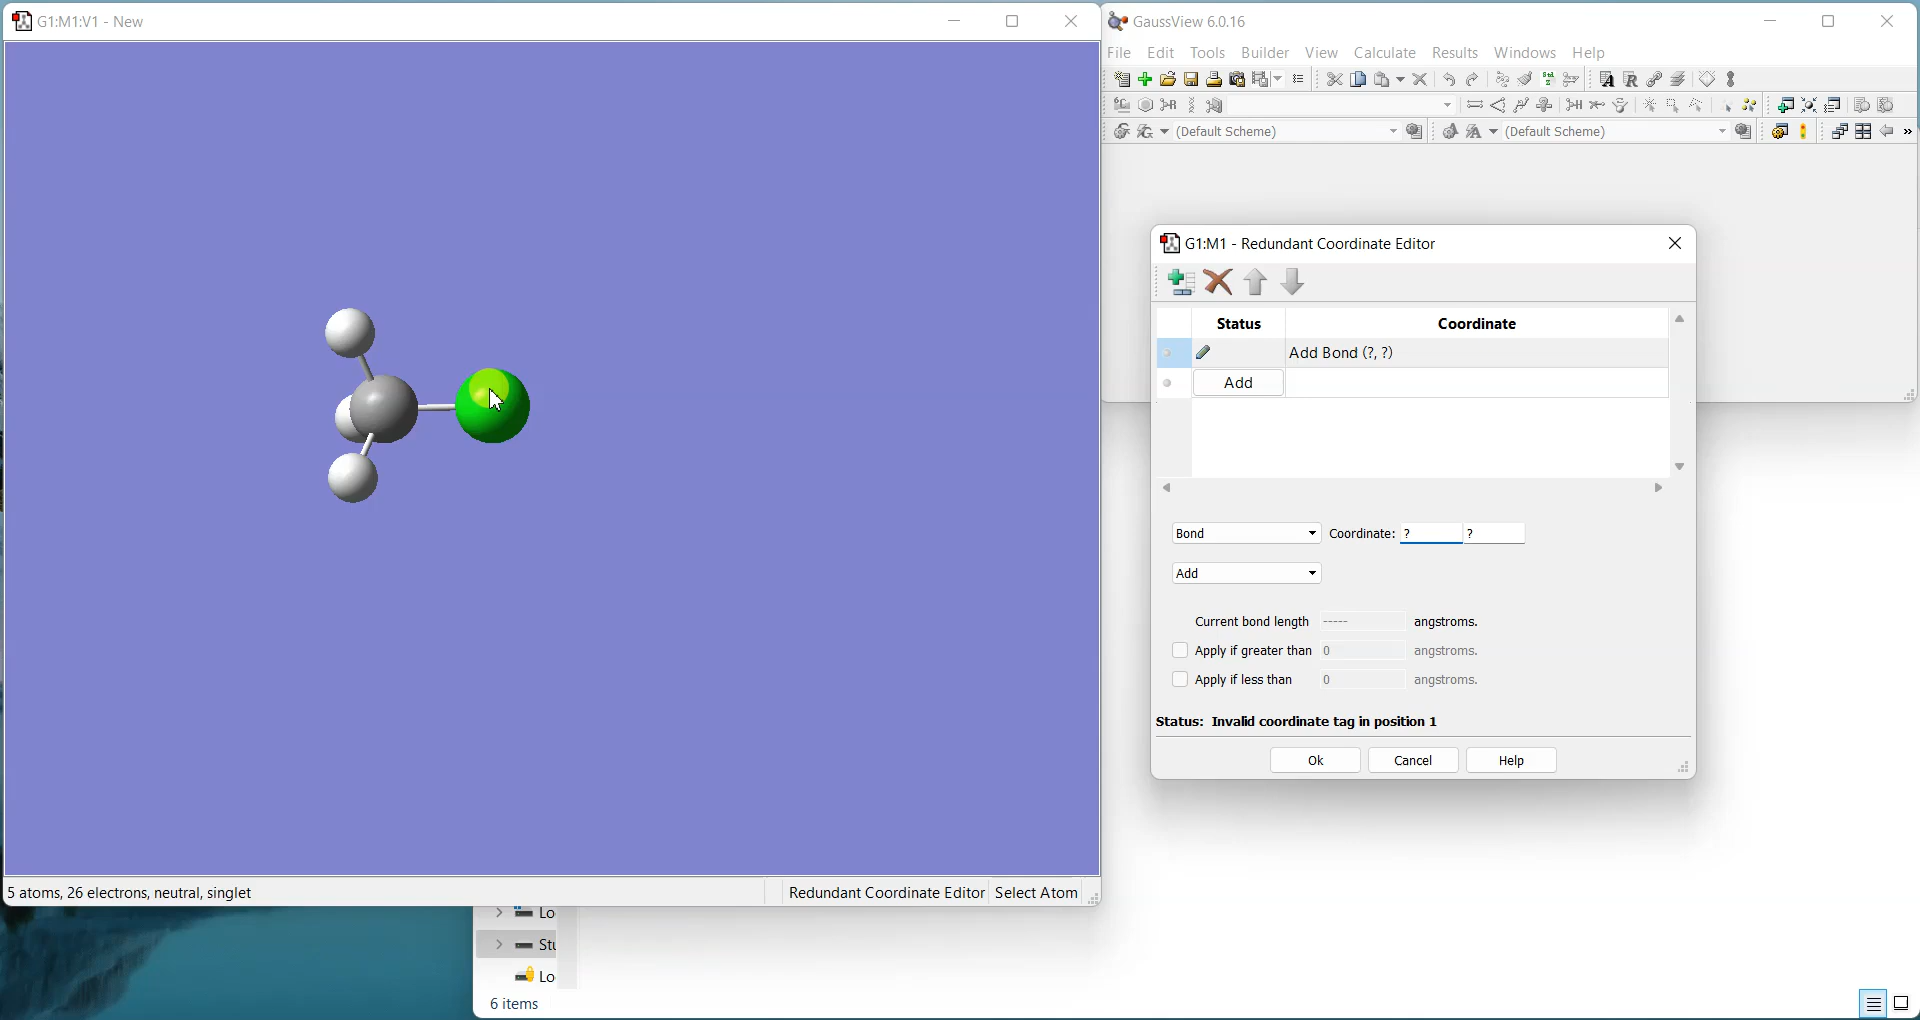 G1:M1:V1 - New
5 atoms, 26 electrons, neutral, singlet
Redundant Coordinate Editor
Select Atom
GaussView 6.0.16
File Edit Tools Builder View Calculate Results Windows Help
(Default Scheme)
(Default Scheme)
G1:M1 - Redundant Coordinate Editor
Status Coordinate
Add Bond (?, ?)
Add
Bond Coordinate: ? ?
Add
Current bond length ----- angstroms.
Apply if greater than 0 angstroms.
Apply if less than 0 angstroms.
Status: Invalid coordinate tag in position 1
Ok Cancel Help
Lo
Stu
Lo
6 items